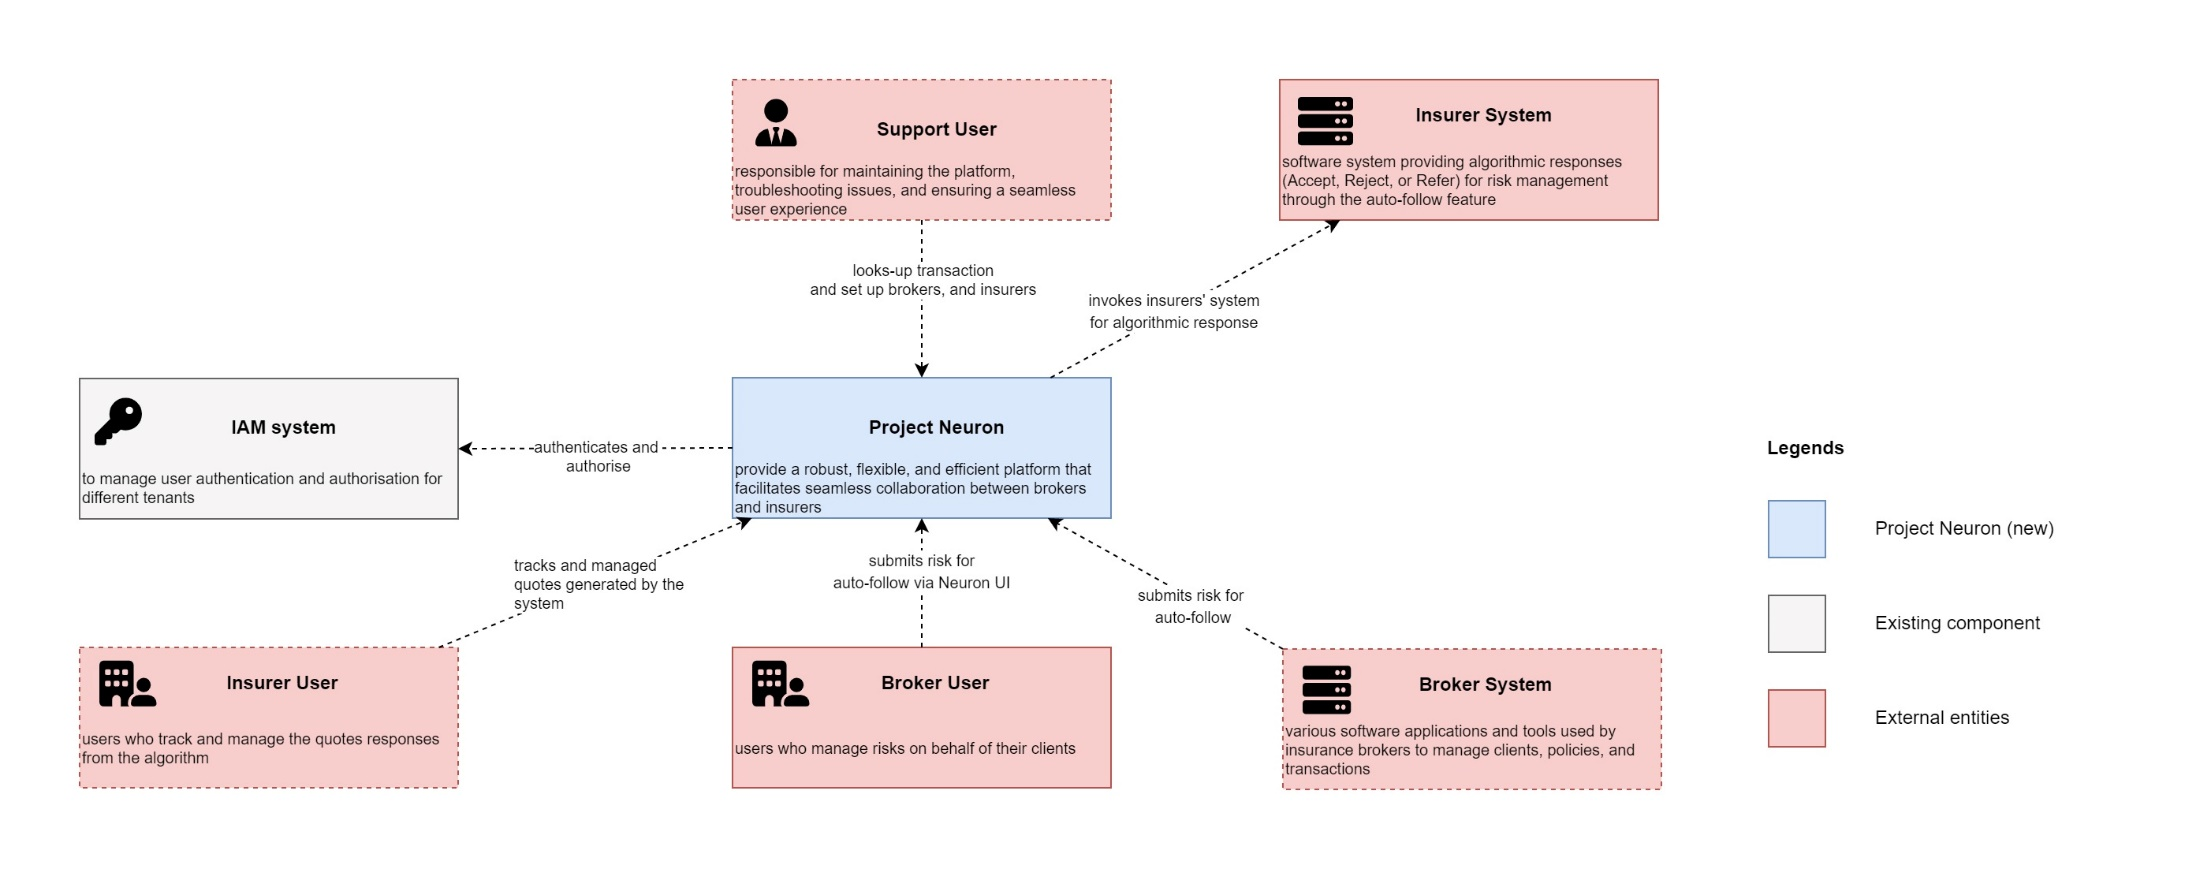 Support User
responsible for maintaining the platform,
troubleshooting issues, and ensuring a seamless
user experience
Insurer System
software system providing algorithmic responses
(Accept, Reject, or Refer) for risk management
through the auto-follow feature
looks-up transaction
and set up brokers, and insurers
invokes insurers' system
for algorithmic response
IAM system
to manage user authentication and authorisation for
different tenants
authenticates and
authorise
Project Neuron
provide a robust, flexible, and efficient platform that
facilitates seamless collaboration between brokers
and insurers
Legends
Project Neuron (new)
Existing component
External entities
tracks and managed
quotes generated by the
system
submits risk for
auto-follow via Neuron UI
submits risk for
auto-follow
Insurer User
users who track and manage the quotes responses
from the algorithm
Broker User
users who manage risks on behalf of their clients
Broker System
various software applications and tools used by
insurance brokers to manage clients, policies, and
transactions